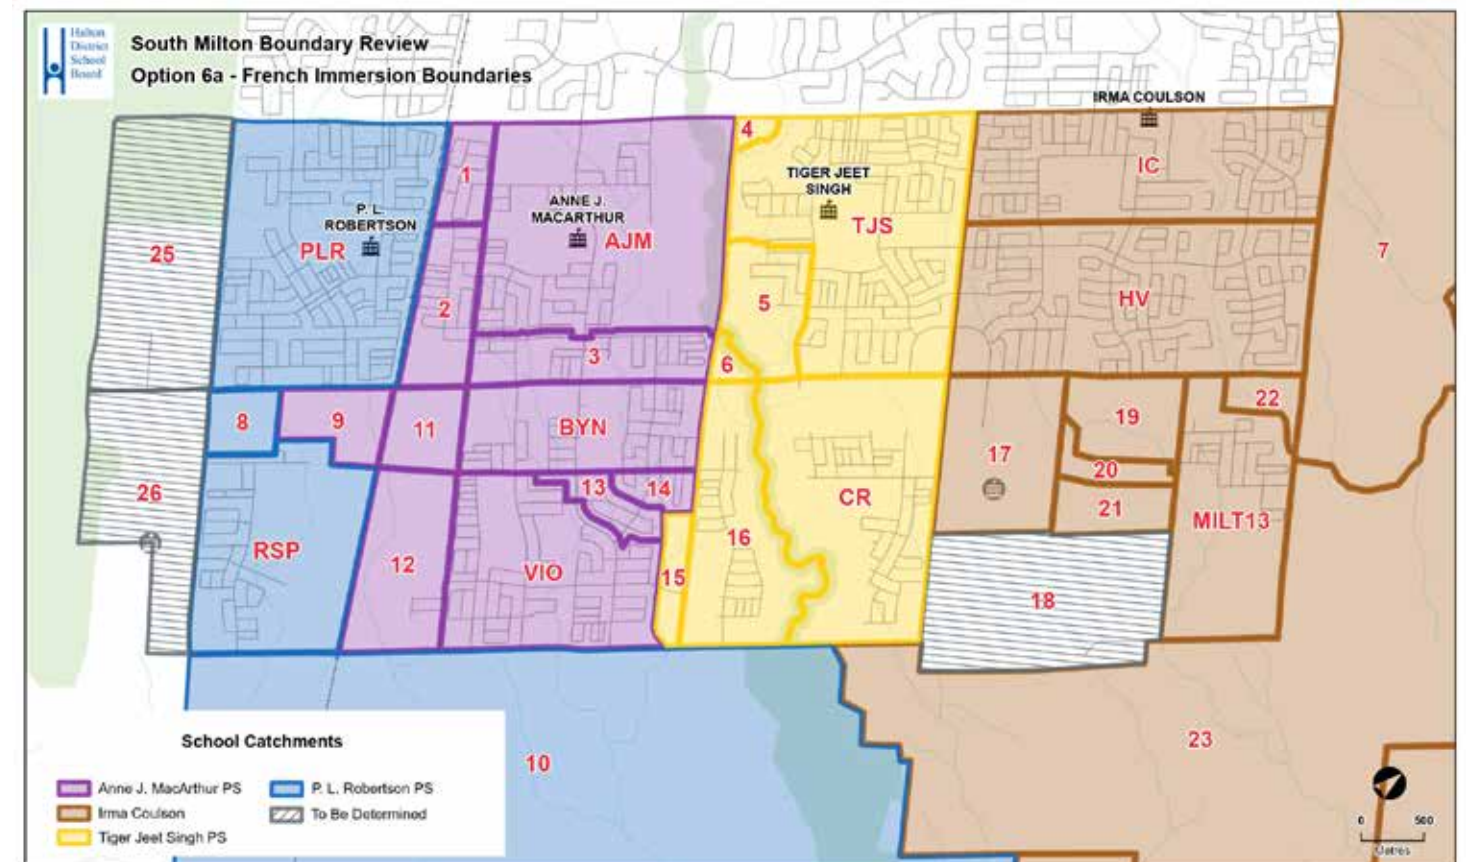 Halton
District
School
Board
South Milton Boundary Review
Option 6a - French Immersion Boundaries
IRMA COULSON
4
1
IC
TIGER JEET
SINGH
ANNE J.
MACARTHUR
P. L.
ROBERTSON
TJS
AJM
PLR
25
7
2
5
HV
3
6
22
8
9
11
BYN
19
17
20
13
14
26
CR
21
MILT13
16
RSP
12
VIO
15
18
23
10
School Catchments
Anne J. MacArthur PS
P. L. Robertson PS
Irma Coulson
To Be Determined
Tiger Jeet Singh PS
0 500
Metres